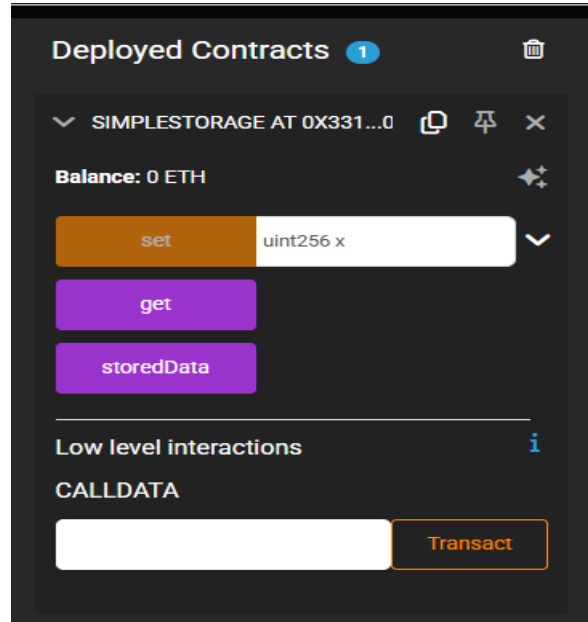 Deployed Contracts 1
SIMPLESTORAGE AT 0X331...0
Balance: 0 ETH
set uint256 x
get
storedData
Low level interactions i
CALLDATA
Transact